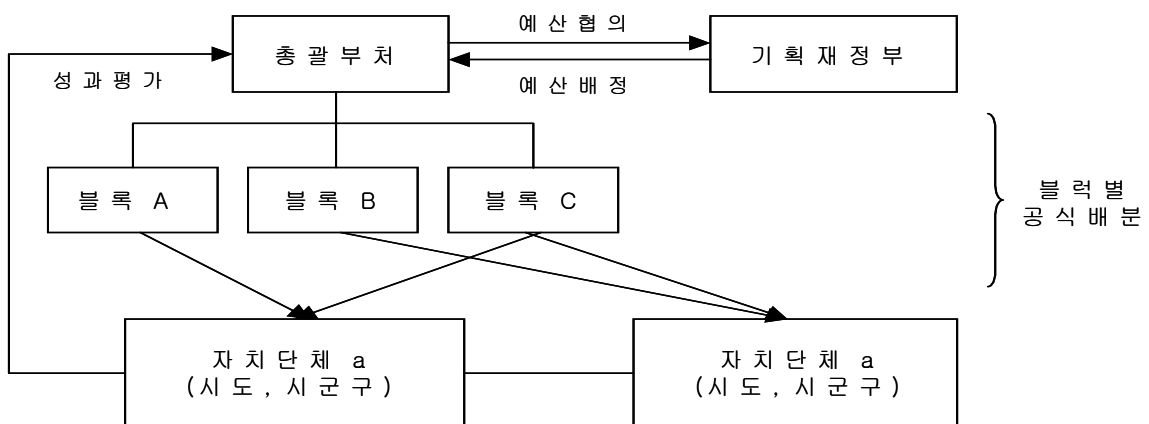 예산협의
총괄부처
기획재정부
성과평가
예산배정
블록 A
블록 B
블록 C
블럭별
공식배분
자치단체 a
(시도, 시군구)
자치단체 a
(시도, 시군구)